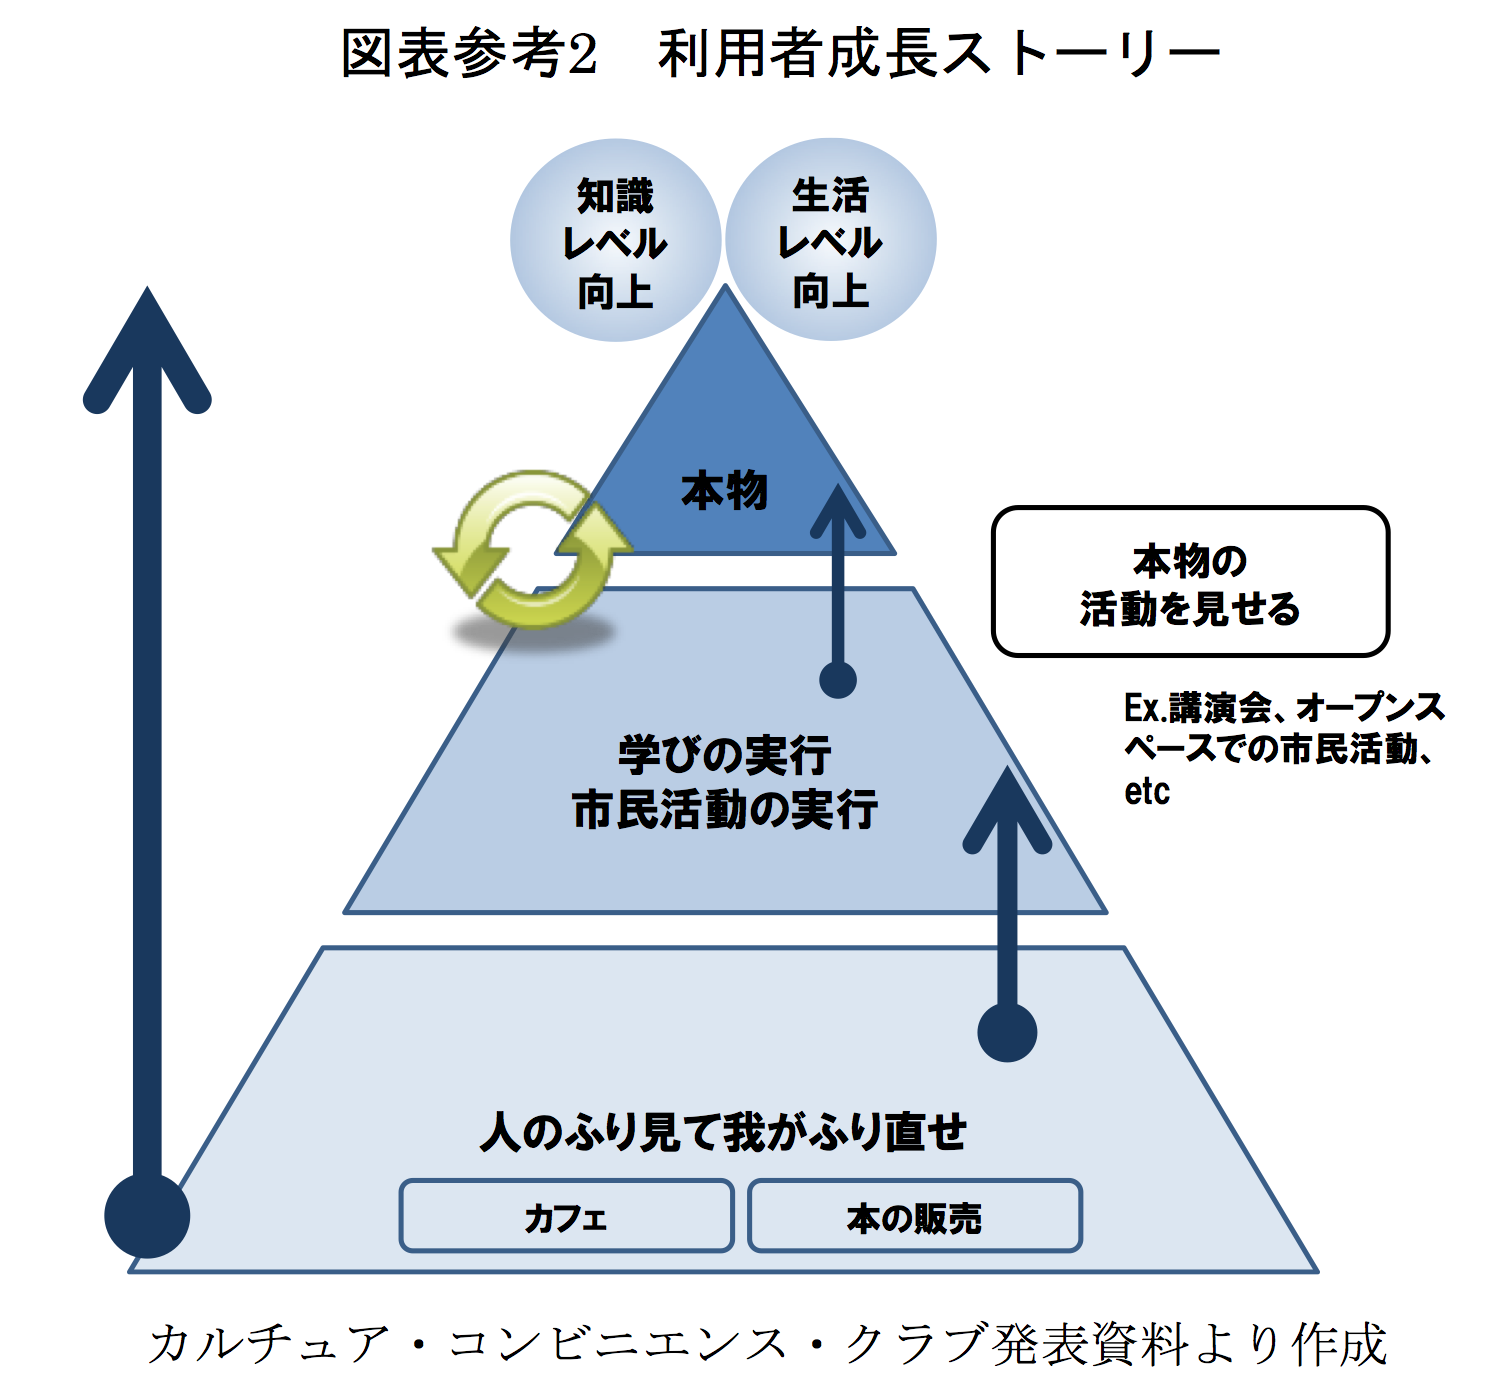 図表参考2　利用者成長ストーリー
知識
レベル
向上
生活
レベル
向上
本物
本物の
活動を見せる
Ex.講演会、オープンス
ペースでの市民活動、
etc
学びの実行
市民活動の実行
人のふり見て我がふり直せ
カフェ
本の販売
カルチュア・コンビニエンス・クラブ発表資料より作成